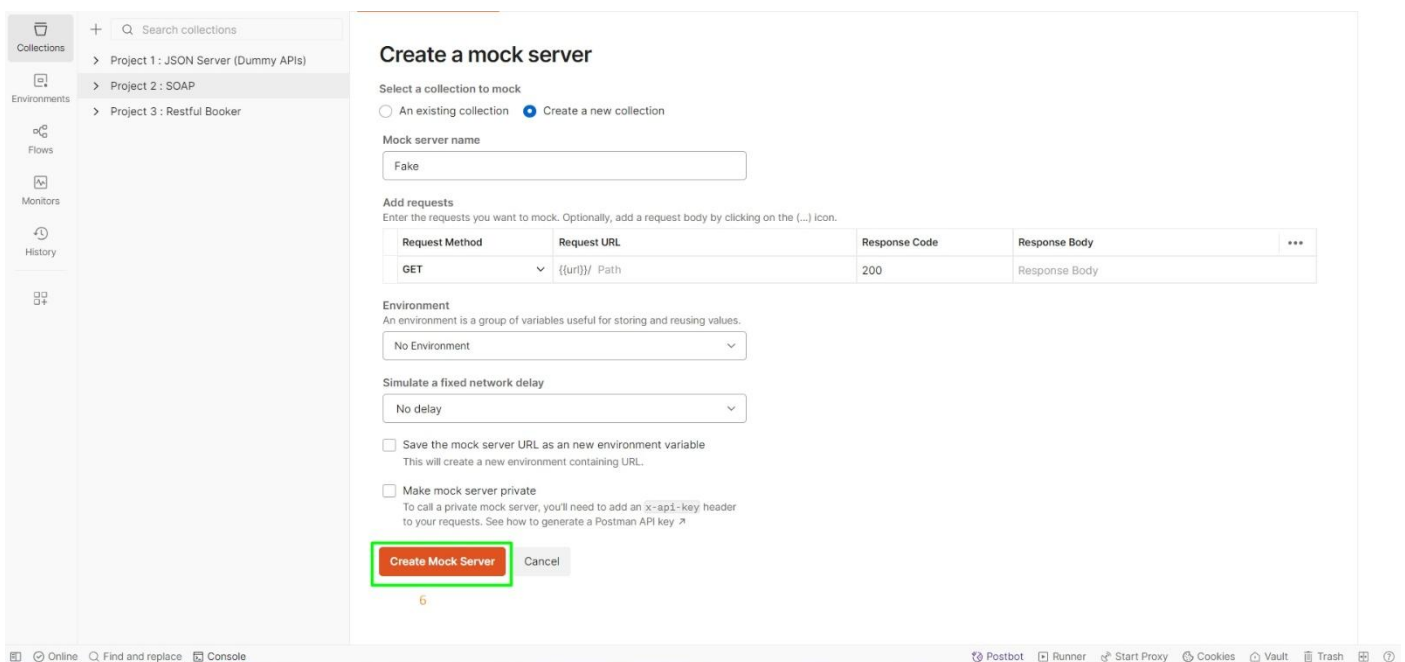 Collections
Environments
Flows
Monitors
History
Search collections
Project 1 : JSON Server (Dummy APIs)
Project 2 : SOAP
Project 3 : Restful Booker
Create a mock server
Select a collection to mock
An existing collection Create a new collection
Mock server name
Fake
Add requests
Enter the requests you want to mock. Optionally, add a request body by clicking on the (...) icon.
Request Method Request URL Response Code Response Body
GET {{url}}/ Path 200 Response Body
Environment
An environment is a group of variables useful for storing and reusing values.
No Environment
Simulate a fixed network delay
No delay
Save the mock server URL as an new environment variable
This will create a new environment containing URL.
Make mock server private
To call a private mock server, you'll need to add an x-api-key header
to your requests. See how to generate a Postman API key ↗
Create Mock Server Cancel
6
Online Find and replace Console Postbot Runner Start Proxy Cookies Vault Trash